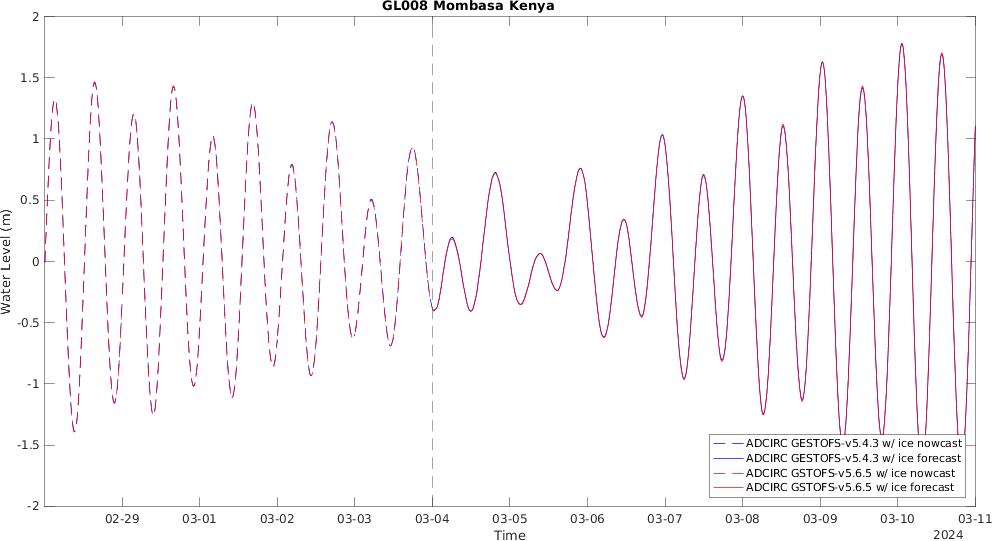 GL008 Mombasa Kenya
2
1.5
1
0.5
0
-0.5
-1
-1.5
-2
Water Level (m)
ADCIRC GESTOFS-v5.4.3 w/ ice nowcast
ADCIRC GESTOFS-v5.4.3 w/ ice forecast
ADCIRC GSTOFS-v5.6.5 w/ ice nowcast
ADCIRC GSTOFS-v5.6.5 w/ ice forecast
02-29 03-01 03-02 03-03 03-04 03-05 03-06 03-07 03-08 03-09 03-10 03-11
Time 2024